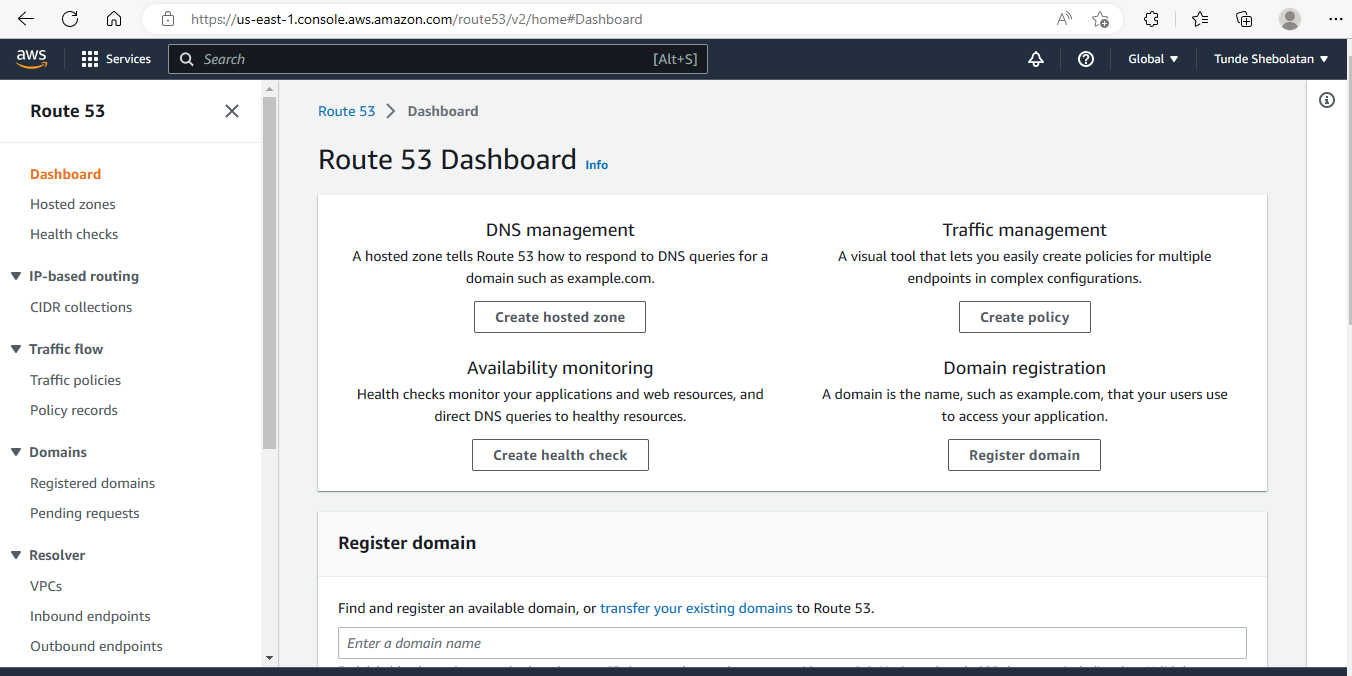 https://us-east-1.console.aws.amazon.com/route53/v2/home#Dashboard
aws
Services
Search
[Alt+S]
Global
Tunde Shebolatan
Route 53
Dashboard
Hosted zones
Health checks
IP-based routing
CIDR collections
Traffic flow
Traffic policies
Policy records
Domains
Registered domains
Pending requests
Resolver
VPCs
Inbound endpoints
Outbound endpoints
Route 53 > Dashboard
Route 53 Dashboard Info
DNS management
A hosted zone tells Route 53 how to respond to DNS queries for a
domain such as example.com.
Create hosted zone
Traffic management
A visual tool that lets you easily create policies for multiple
endpoints in complex configurations.
Create policy
Availability monitoring
Health checks monitor your applications and web resources, and
direct DNS queries to healthy resources.
Create health check
Domain registration
A domain is the name, such as example.com, that your users use
to access your application.
Register domain
Register domain
Find and register an available domain, or transfer your existing domains to Route 53.
Enter a domain name